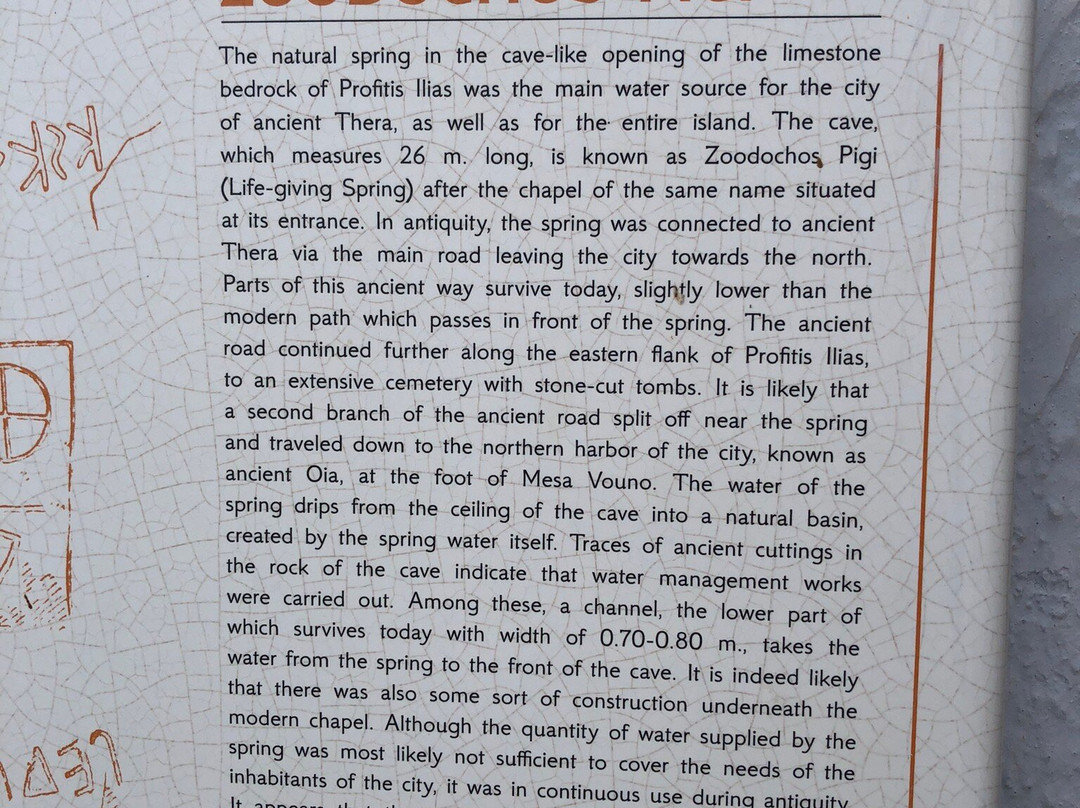 The natural spring in the cave-like opening of the limestone
bedrock of Profitis Ilias was the main water source for the city
of ancient Thera, as well as for the entire island. The cave,
which measures 26 m. long, is known as Zoodochos Pigi
(Life-giving Spring) after the chapel of the same name situated
at its entrance. In antiquity, the spring was connected to ancient
Thera via the main road leaving the city towards the north.
Parts of this ancient way survive today, slightly lower than the
modern path which passes in front of the spring. The ancient
road continued further along the eastern flank of Profitis Ilias,
to an extensive cemetery with stone-cut tombs. It is likely that
a second branch of the ancient road split off near the spring
and traveled down to the northern harbor of the city, known as
ancient Oia, at the foot of Mesa Vouno. The water of the
spring drips from the ceiling of the cave into a natural basin,
created by the spring water itself. Traces of ancient cuttings in
the rock of the cave indicate that water management works
were carried out. Among these, a channel, the lower part of
which survives today with width of 0.70-0.80 m., takes the
water from the spring to the front of the cave. It is indeed likely
that there was also some sort of construction underneath the
modern chapel. Although the quantity of water supplied by the
spring was most likely not sufficient to cover the needs of the
inhabitants of the city, it was in continuous use during antiquity.